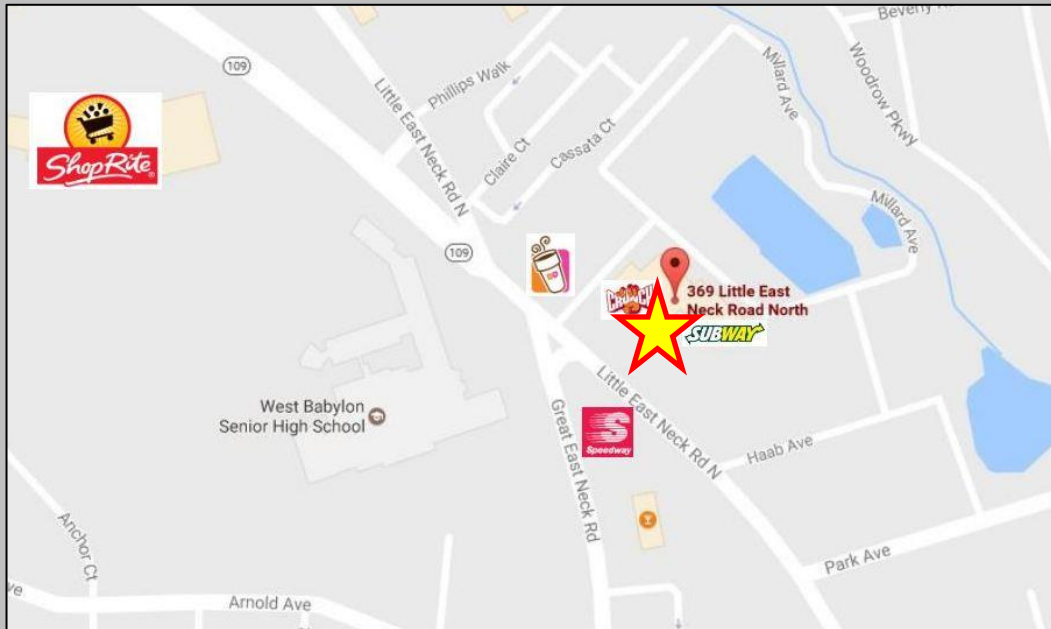 Beverly
109
Little East Neck Rd N
Phillips Walk
Millard Ave
Woodrow Pkwy
ShopRite
Claire Ct
Cassata Ct
Millard Ave
109
CRUNCH
369 Little East
Neck Road North
SUBWAY
West Babylon
Senior High School
Great East Neck Rd
Little East Neck Rd N
S
Speedway
Haab Ave
Park Ave
Anchor Ct
ve
Arnold Ave